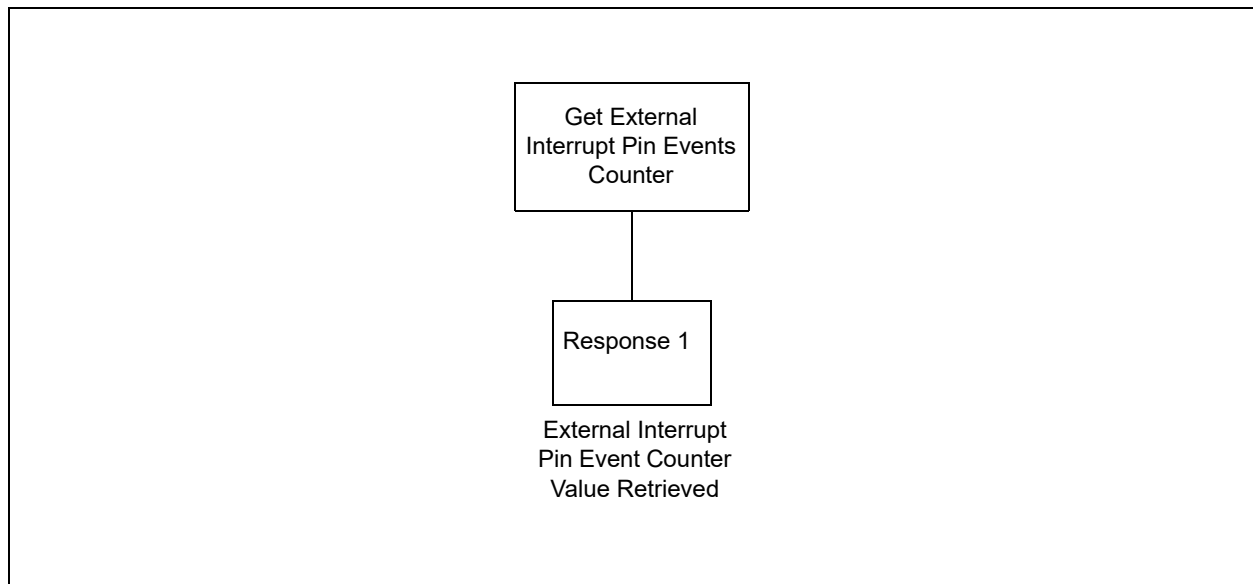 Get External
Interrupt Pin Events
Counter
Response 1
External Interrupt
Pin Event Counter
Value Retrieved